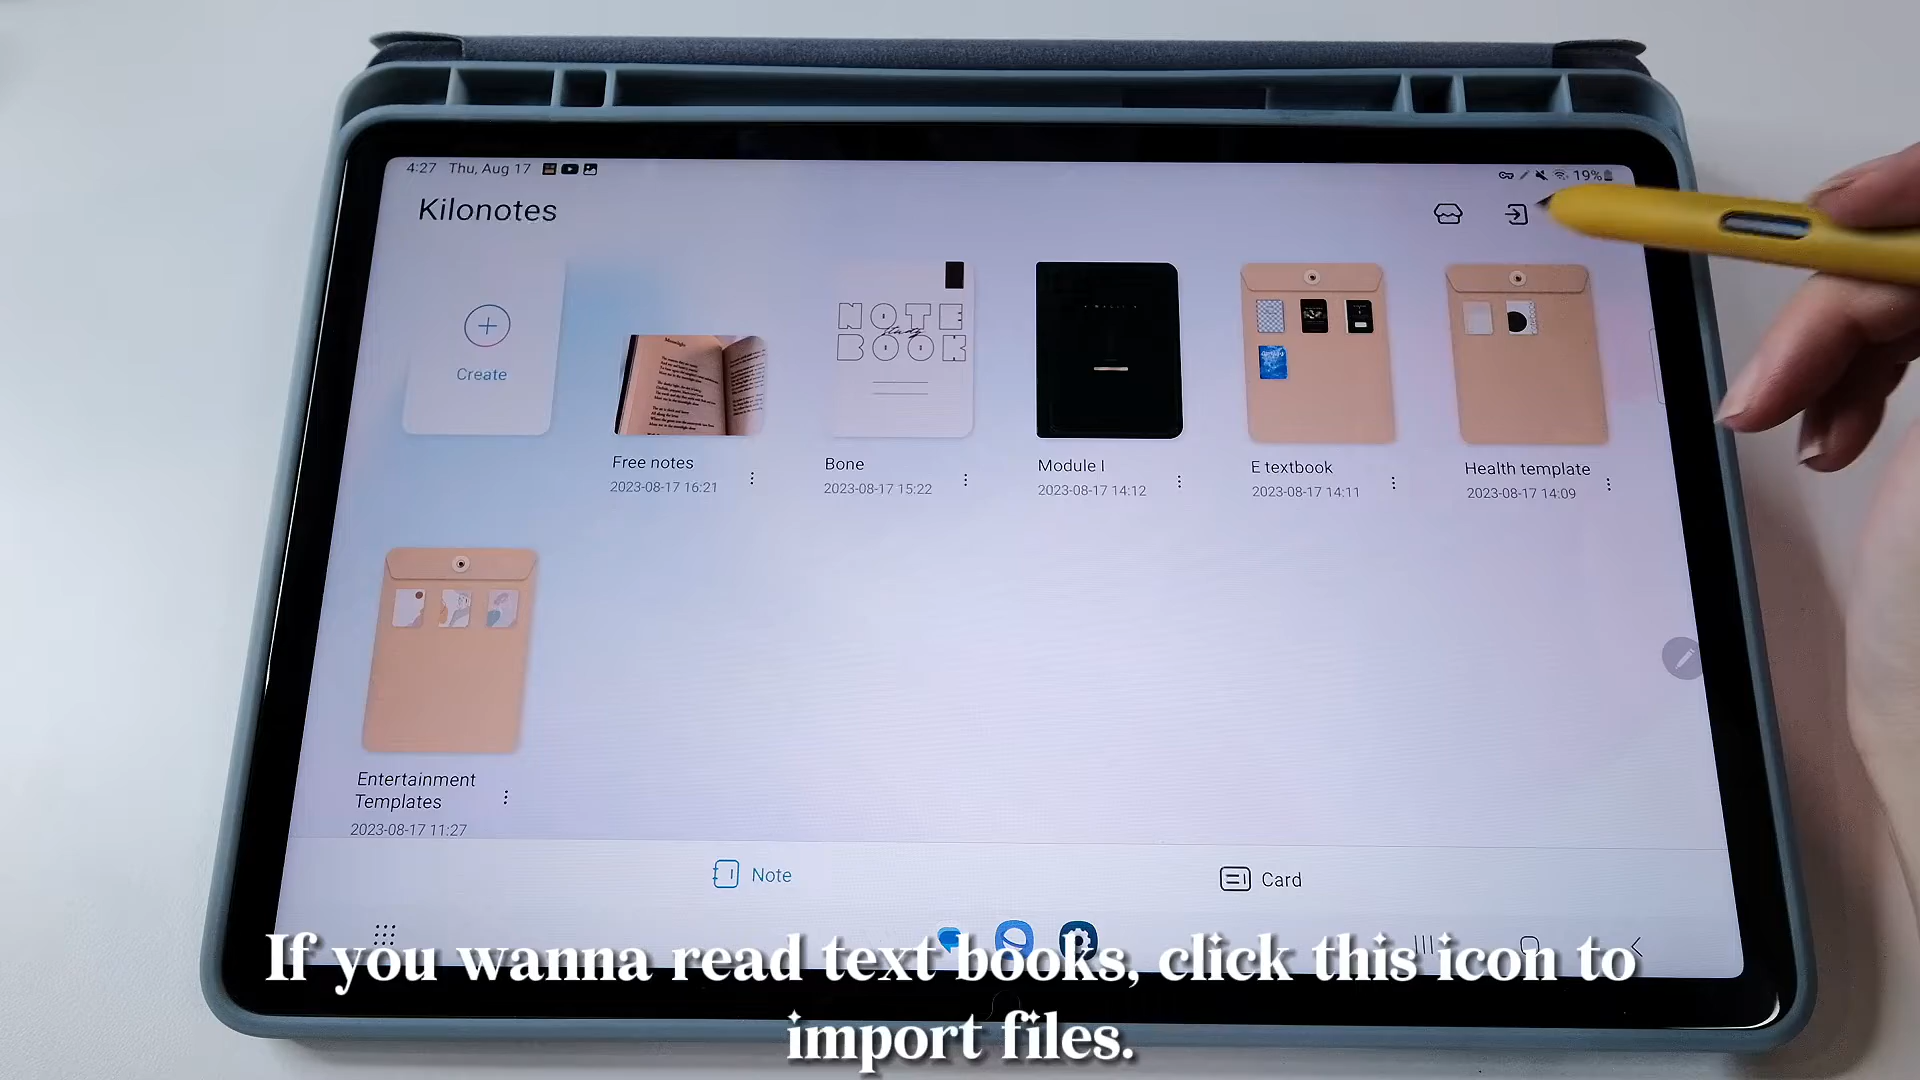 4:27 Thu, Aug 17
19%
Kilonotes
Create
NOTE
study
BOOK
Moonlight
Free notes
2023-08-17 16:21
Bone
2023-08-17 15:22
Module I
2023-08-17 14:12
E textbook
2023-08-17 14:11
Health template
2023-08-17 14:09
Entertainment
Templates
2023-08-17 11:27
Note
Card
If you wanna read text books, click this icon to
import files.